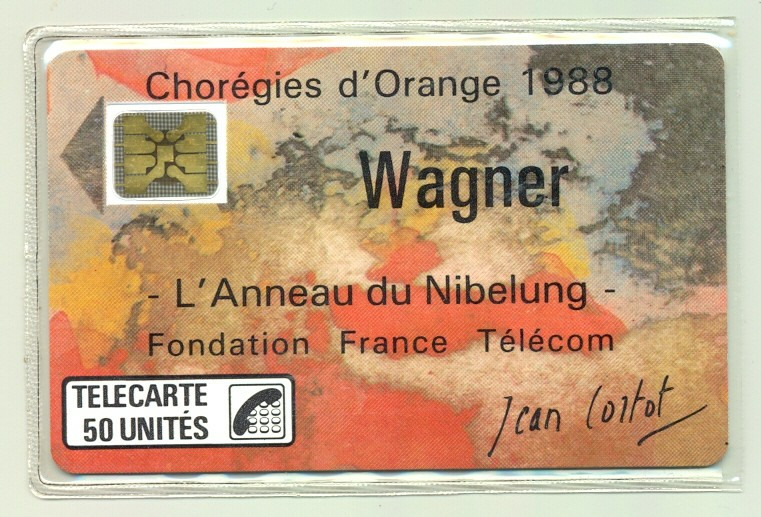 Chorégies d'Orange 1988
Wagner
- L'Anneau du Nibelung -
Fondation France Télécom
TELECARTE
50 UNITÉS
Jean Cortot